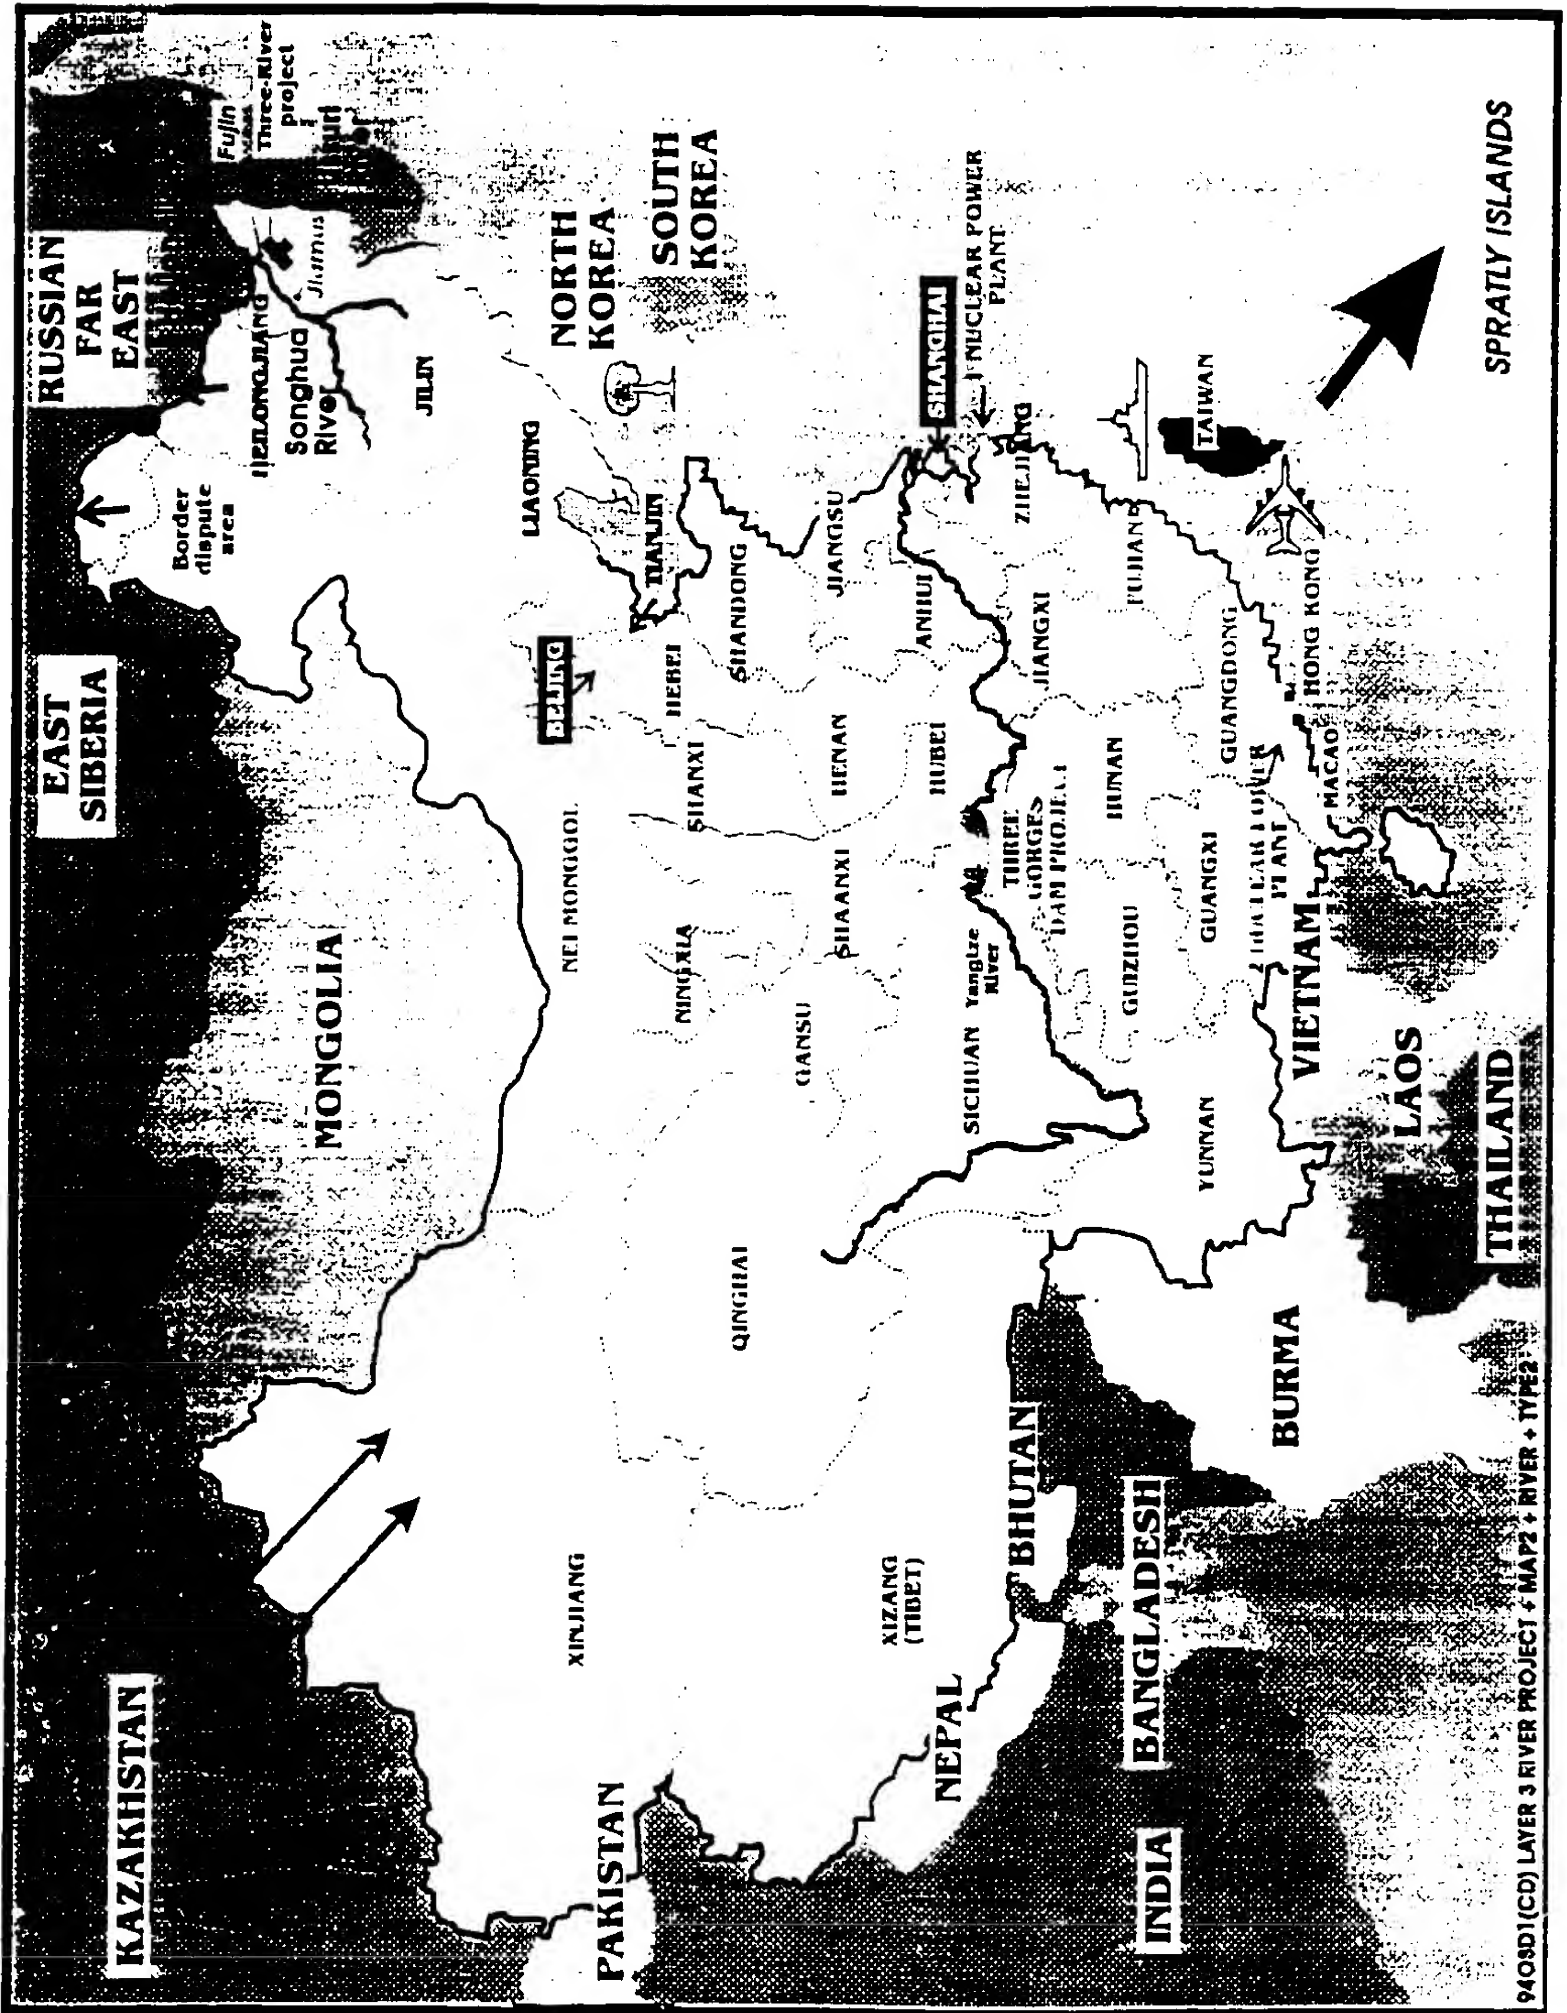 KAZAKHSTAN
EAST
SIBERIA
RUSSIAN
FAR
EAST
Fujin
Three-River
project
MONGOLIA
Border
dispute
area
HEILONGJIANG
Songhua
River
Jiamus
JILIN
XINJIANG
NEI MONGGOL
BEIJING
LIAONING
NORTH
KOREA
PAKISTAN
NINGXIA
SHANXI
HEBEI
TIANJIN
SOUTH
KOREA
QINGHAI
GANSU
SHAANXI
HENAN
SHANDONG
JIANGSU
XIZANG
(TIBET)
SICHUAN
Yangtze
River
HUBEI
ANHUI
SHANGHAI
NUCLEAR POWER
PLANT
NEPAL
BHUTAN
THREE
GORGES
DAM PROJECT
JIANGXI
ZHEJIANG
INDIA
BANGLADESH
YUNNAN
GUIZHOU
HUNAN
FUJIAN
TAIWAN
BURMA
GUANGXI
GUANGDONG
PLANT
VIETNAM
MACAO
HONG KONG
LAOS
THAILAND
SPRATLY ISLANDS
94O3D1(CD) LAYER 3 RIVER PROJECT + MAP2 + RIVER + TYPE2